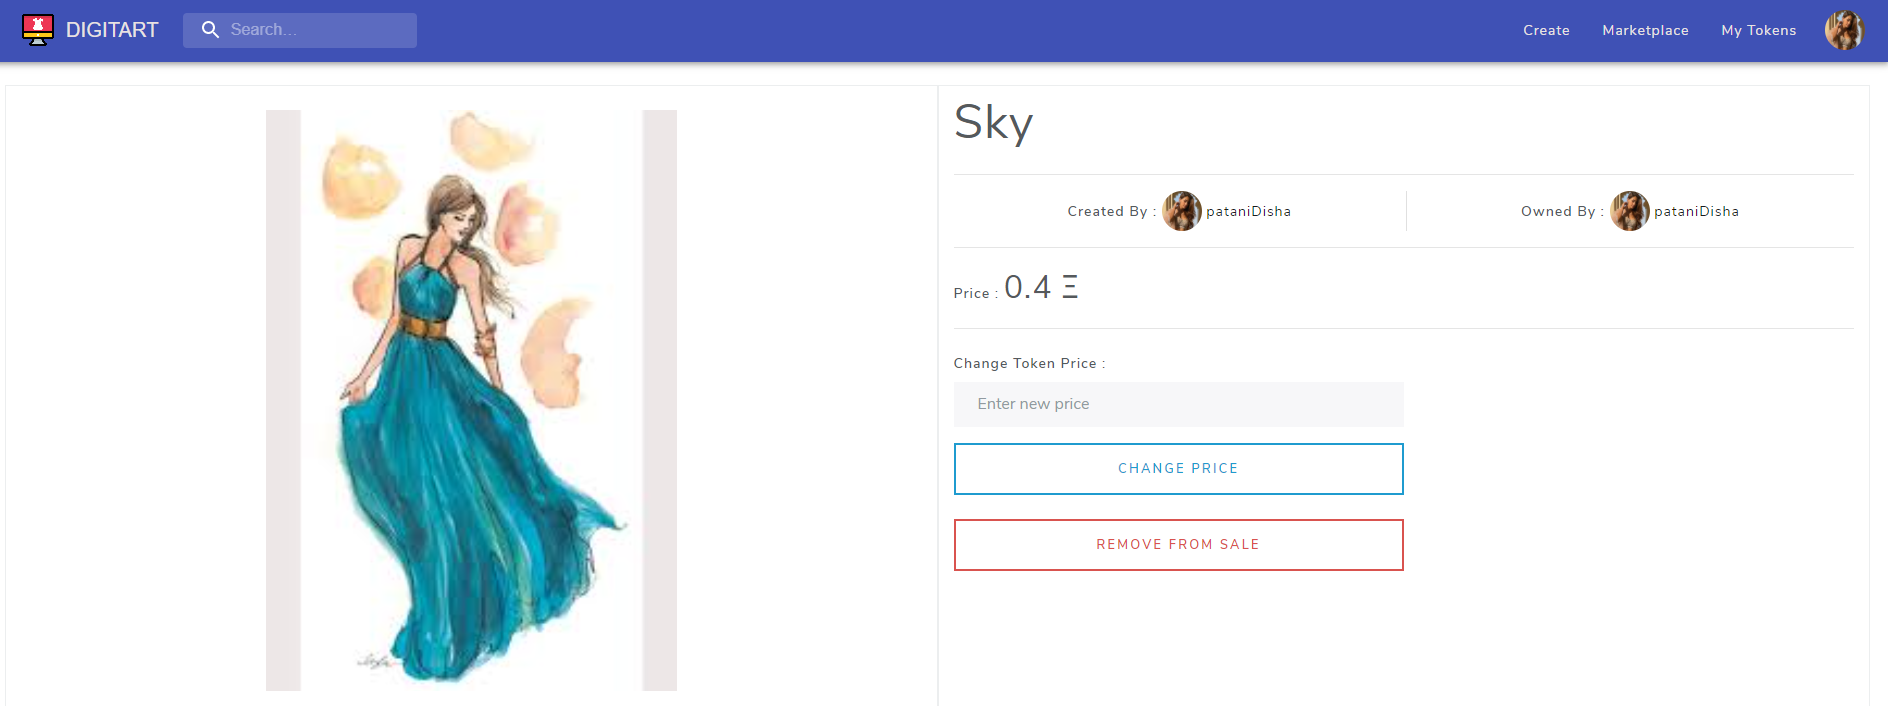 DIGITART
Search...
Create
Marketplace
My Tokens
Sky
Created By : pataniDisha
Owned By : pataniDisha
Price : 0.4 Ξ
Change Token Price :
Enter new price
CHANGE PRICE
REMOVE FROM SALE